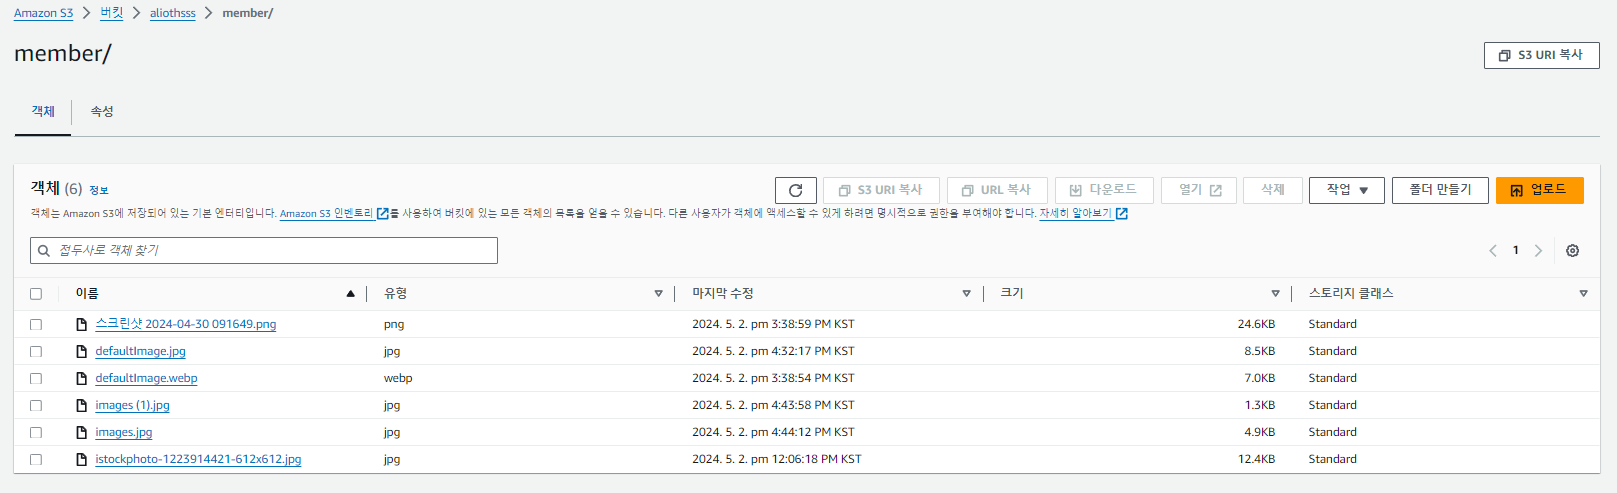 Amazon S3 > 버킷 > aliothsss > member/
member/
S3 URI 복사
객체 속성
객체 (6) 정보
S3 URI 복사 URL 복사 다운로드 열기 삭제 작업 폴더 만들기 업로드
객체는 Amazon S3에 저장되어 있는 기본 엔터티입니다. Amazon S3 인벤토리를 사용하여 버킷에 있는 모든 객체의 목록을 얻을 수 있습니다. 다른 사용자가 객체에 액세스할 수 있게 하려면 명시적으로 권한을 부여해야 합니다. 자세히 알아보기
접두사로 객체 찾기
< 1 >
이름 유형 마지막 수정 크기 스토리지 클래스
스크린샷 2024-04-30 091649.png png 2024. 5. 2. pm 3:38:59 PM KST 24.6KB Standard
defaultImage.jpg jpg 2024. 5. 2. pm 4:32:17 PM KST 8.5KB Standard
defaultImage.webp webp 2024. 5. 2. pm 3:38:54 PM KST 7.0KB Standard
images (1).jpg jpg 2024. 5. 2. pm 4:43:58 PM KST 1.3KB Standard
images.jpg jpg 2024. 5. 2. pm 4:44:12 PM KST 4.9KB Standard
istockphoto-1223914421-612x612.jpg jpg 2024. 5. 2. pm 12:06:18 PM KST 12.4KB Standard